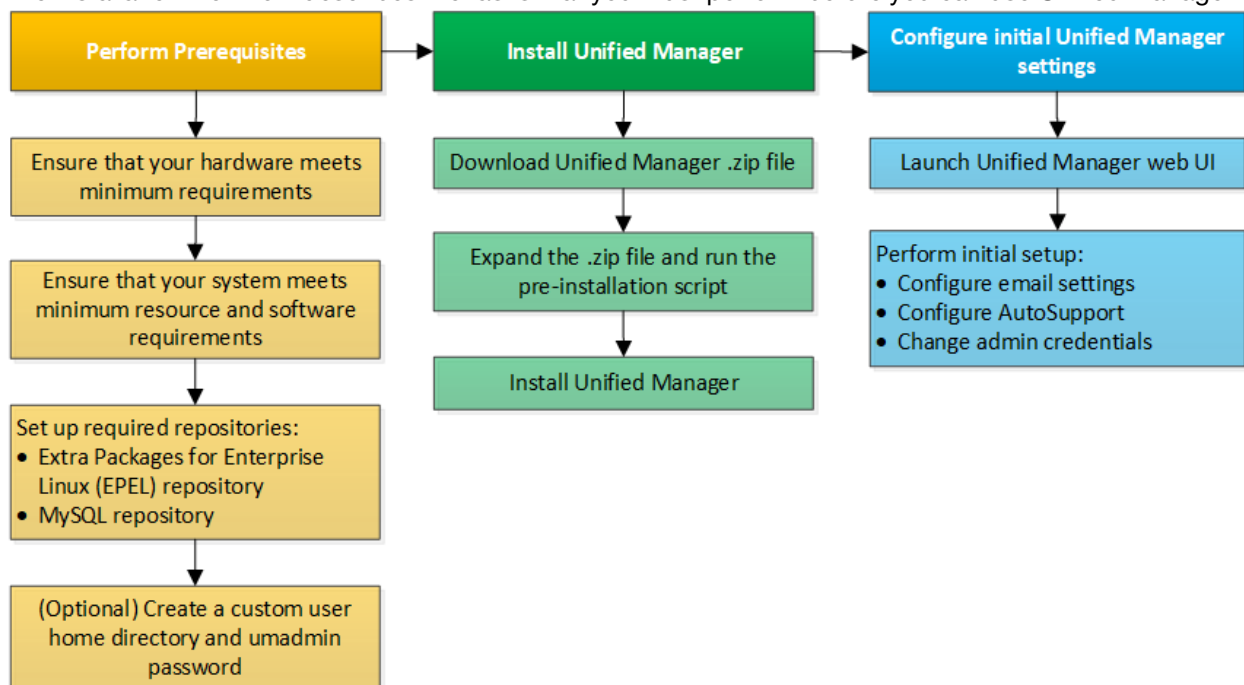 Perform Prerequisites
Ensure that your hardware meets
minimum requirements
Ensure that your system meets
minimum resource and software
requirements
Set up required repositories:
• Extra Packages for Enterprise
Linux (EPEL) repository
• MySQL repository
(Optional) Create a custom user
home directory and umadmin
password
Install Unified Manager
Download Unified Manager .zip file
Expand the .zip file and run the
pre-installation script
Install Unified Manager
Configure initial Unified Manager
settings
Launch Unified Manager web UI
Perform initial setup:
• Configure email settings
• Configure AutoSupport
• Change admin credentials